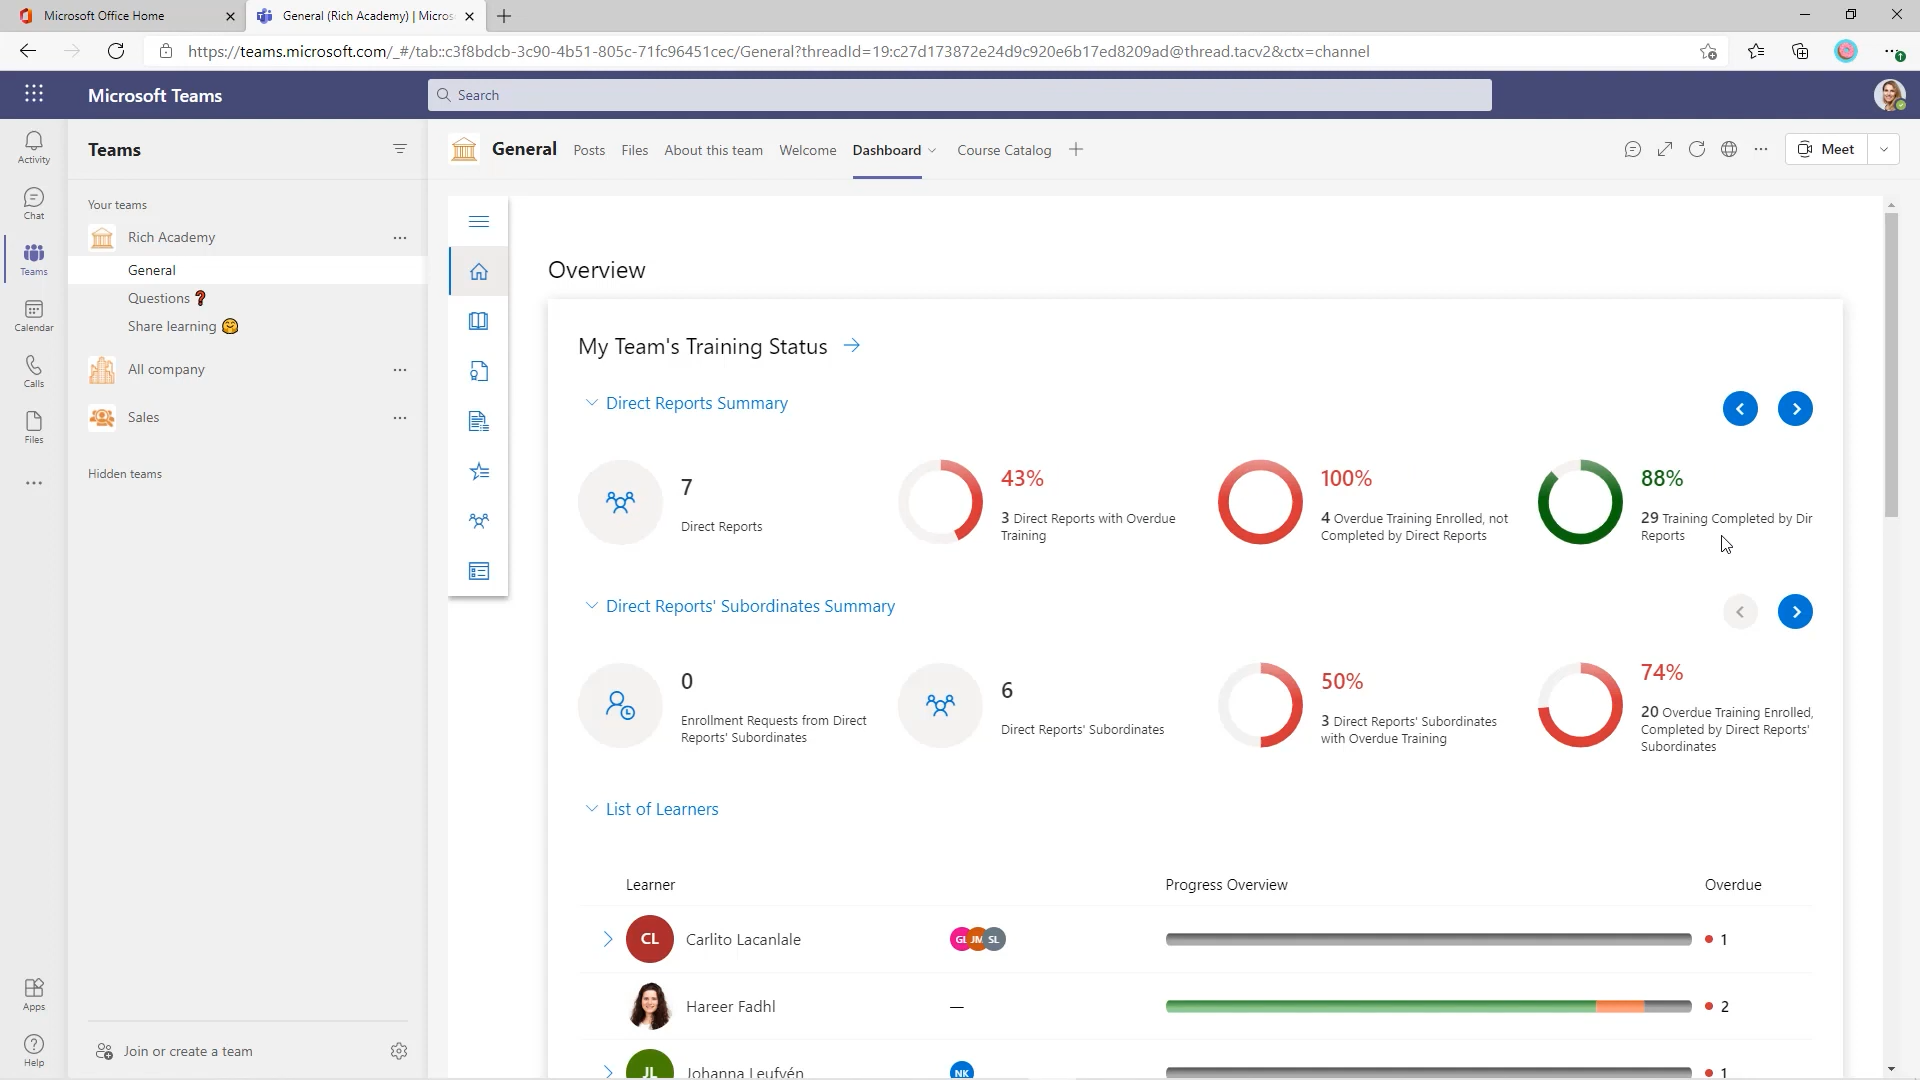 Microsoft Office Home
General (Rich Academy) | Micros
https://teams.microsoft.com/_#/tab::c3f8bdcb-3c90-4b51-805c-71fc96451cec/General?threadId=19:c27d173872e24d9c920e6b17ed8209ad@thread.tacv2&ctx=channel
Microsoft Teams
Search
Activity
Chat
Teams
Calendar
Calls
Files
Apps
Help
Teams
Your teams
Rich Academy
General
Questions ❓
Share learning 🤗
All company
Sales
Hidden teams
Join or create a team
General Posts Files About this team Welcome Dashboard Course Catalog
Meet
Overview
My Team's Training Status
Direct Reports Summary
7
Direct Reports
43%
3 Direct Reports with Overdue
Training
100%
4 Overdue Training Enrolled, not
Completed by Direct Reports
88%
29 Training Completed by Dir
Reports
Direct Reports' Subordinates Summary
0
Enrollment Requests from Direct
Reports' Subordinates
6
Direct Reports' Subordinates
50%
3 Direct Reports' Subordinates
with Overdue Training
74%
20 Overdue Training Enrolled,
Completed by Direct Reports'
Subordinates
List of Learners
Learner Progress Overview Overdue
CL Carlito Lacanlale GL JM SL 1
Hareer Fadhl — 2
JL Johanna Leufvén NK 1